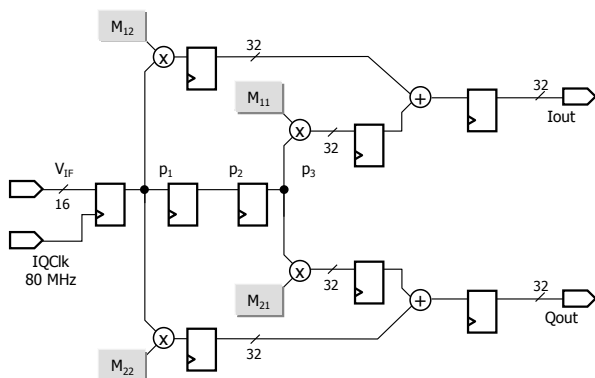 M12
32
x
M11
32
+
Iout
x
32
VIF
p1
p2
p3
16
IQClk
80 MHz
x
32
M21
32
+
Qout
x
32
M22